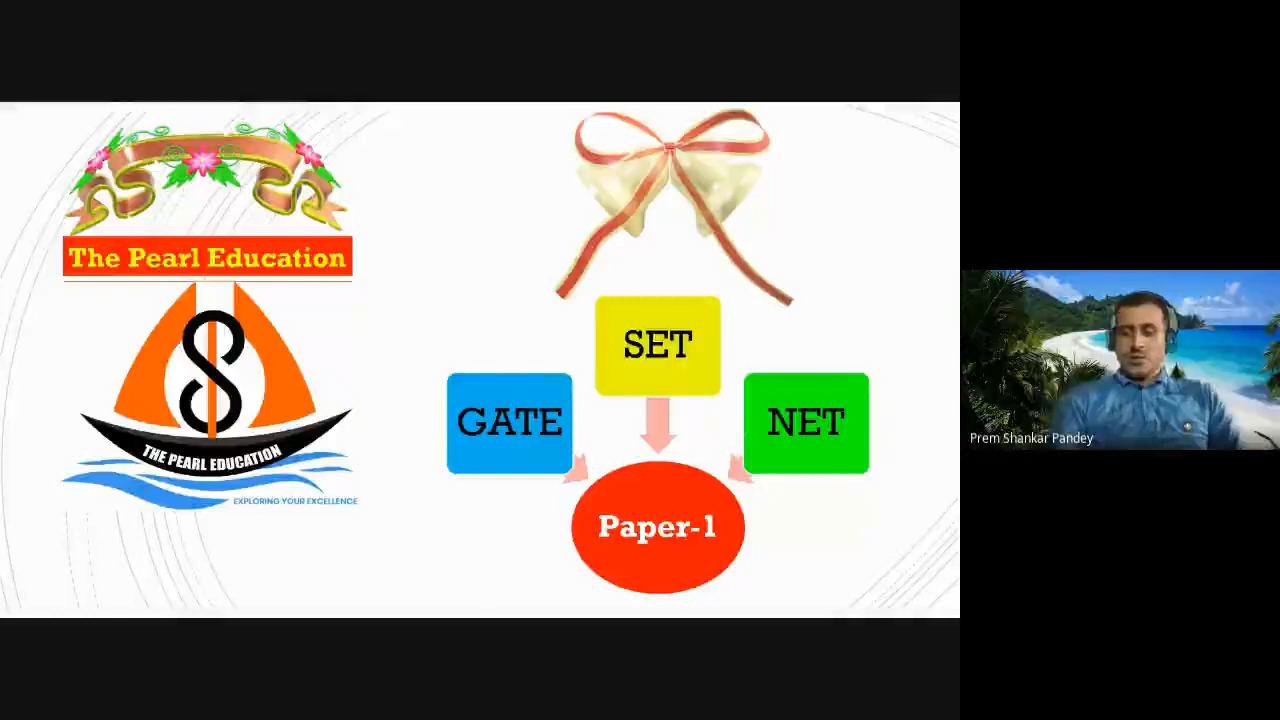 The Pearl Education
THE PEARL EDUCATION
EXPLORING YOUR EXCELLENCE
SET
GATE
NET
Paper-1
Prem Shankar Pandey